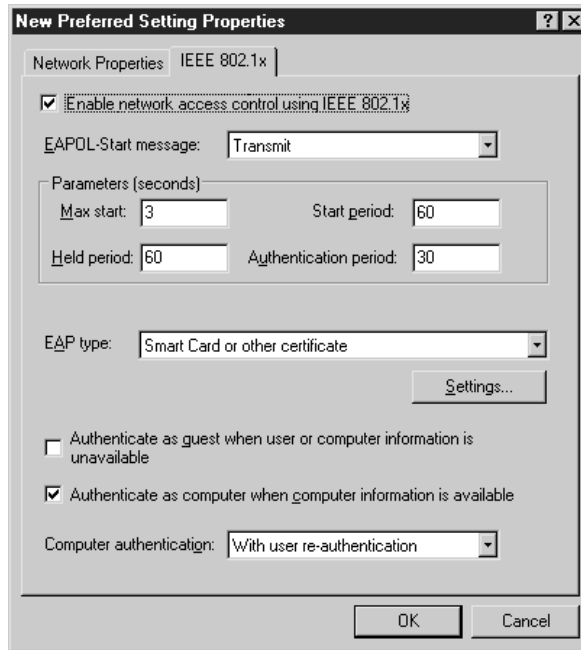 New Preferred Setting Properties
Network Properties IEEE 802.1x
Enable network access control using IEEE 802.1x
EAPOL-Start message: Transmit
Parameters (seconds)
Max start: 3 Start period: 60
Held period: 60 Authentication period: 30
EAP type: Smart Card or other certificate
Settings...
Authenticate as guest when user or computer information is
unavailable
Authenticate as computer when computer information is available
Computer authentication: With user re-authentication
OK Cancel